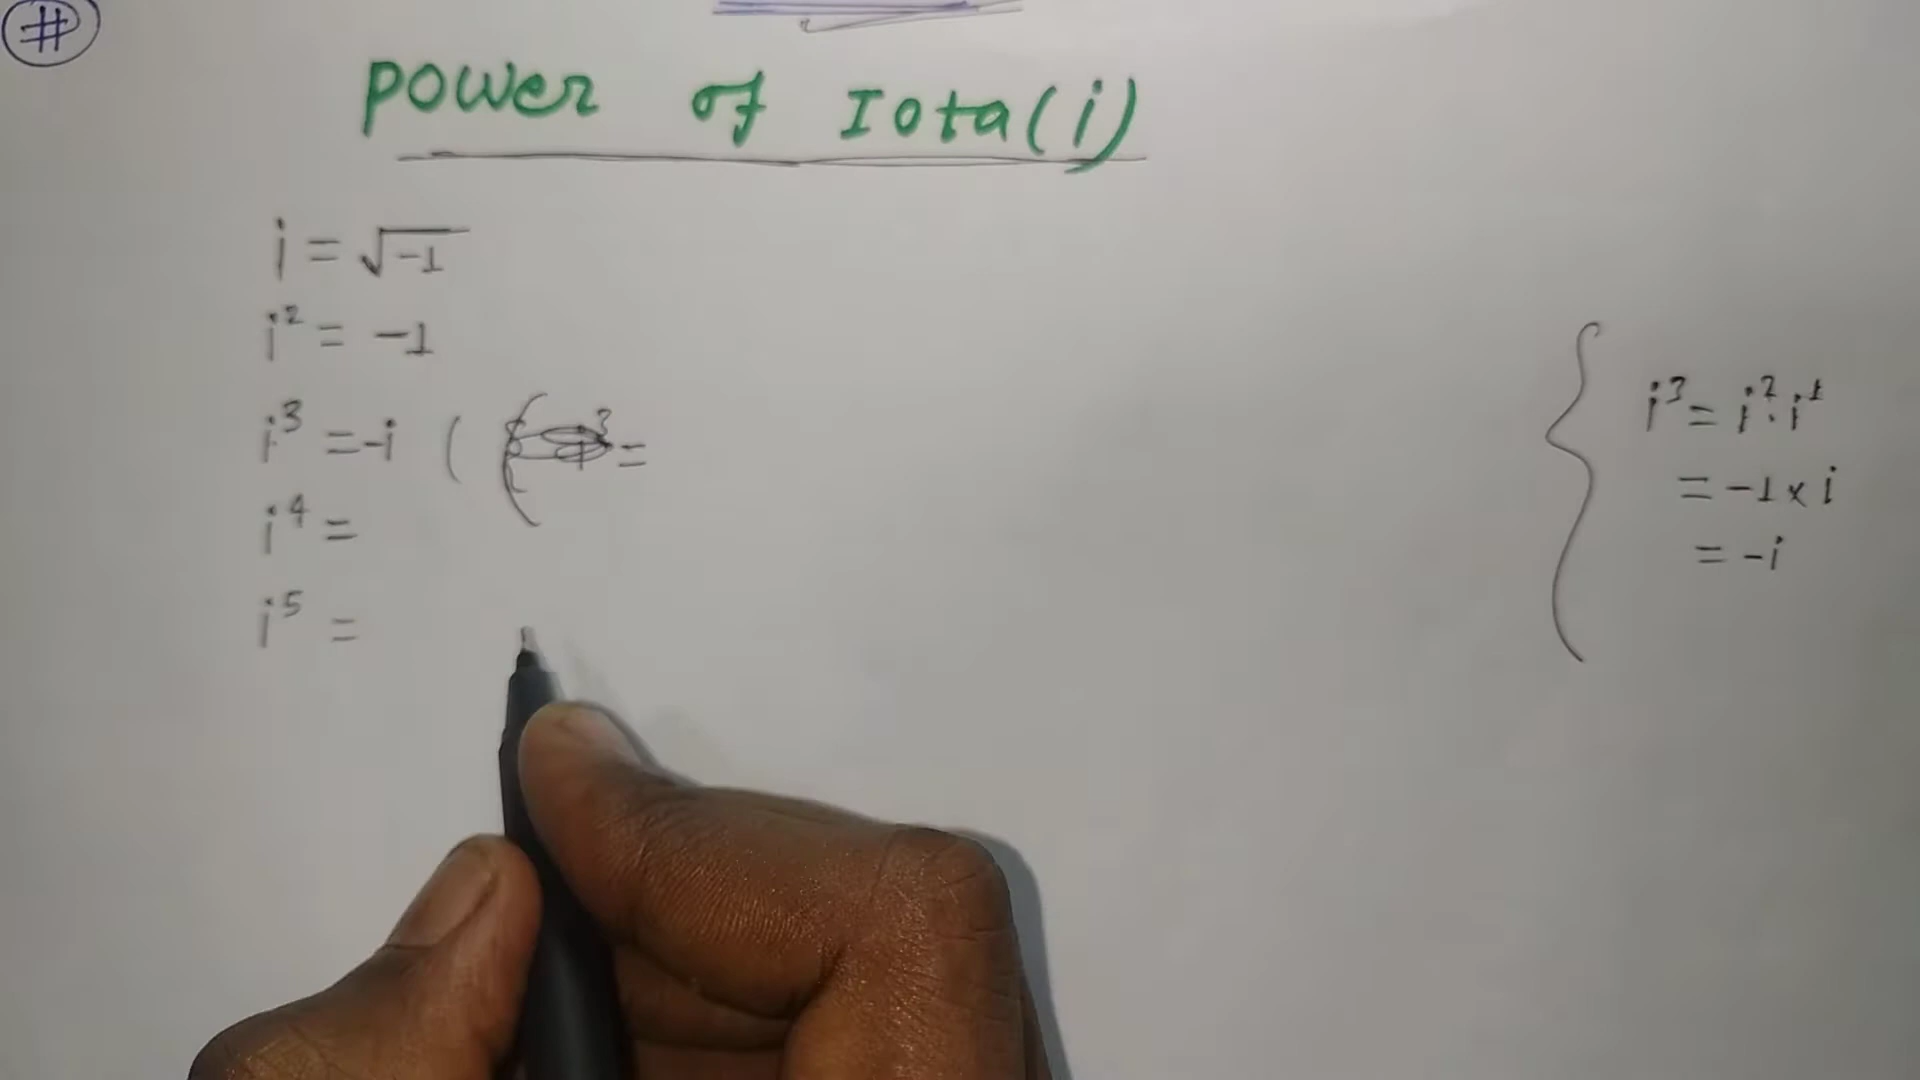 #
power of Iota(i)
i = √-1
i² = -1
i³ = -i (
i⁴ =
i⁵ =
i³ = i².i¹
= -1 x i
= -i